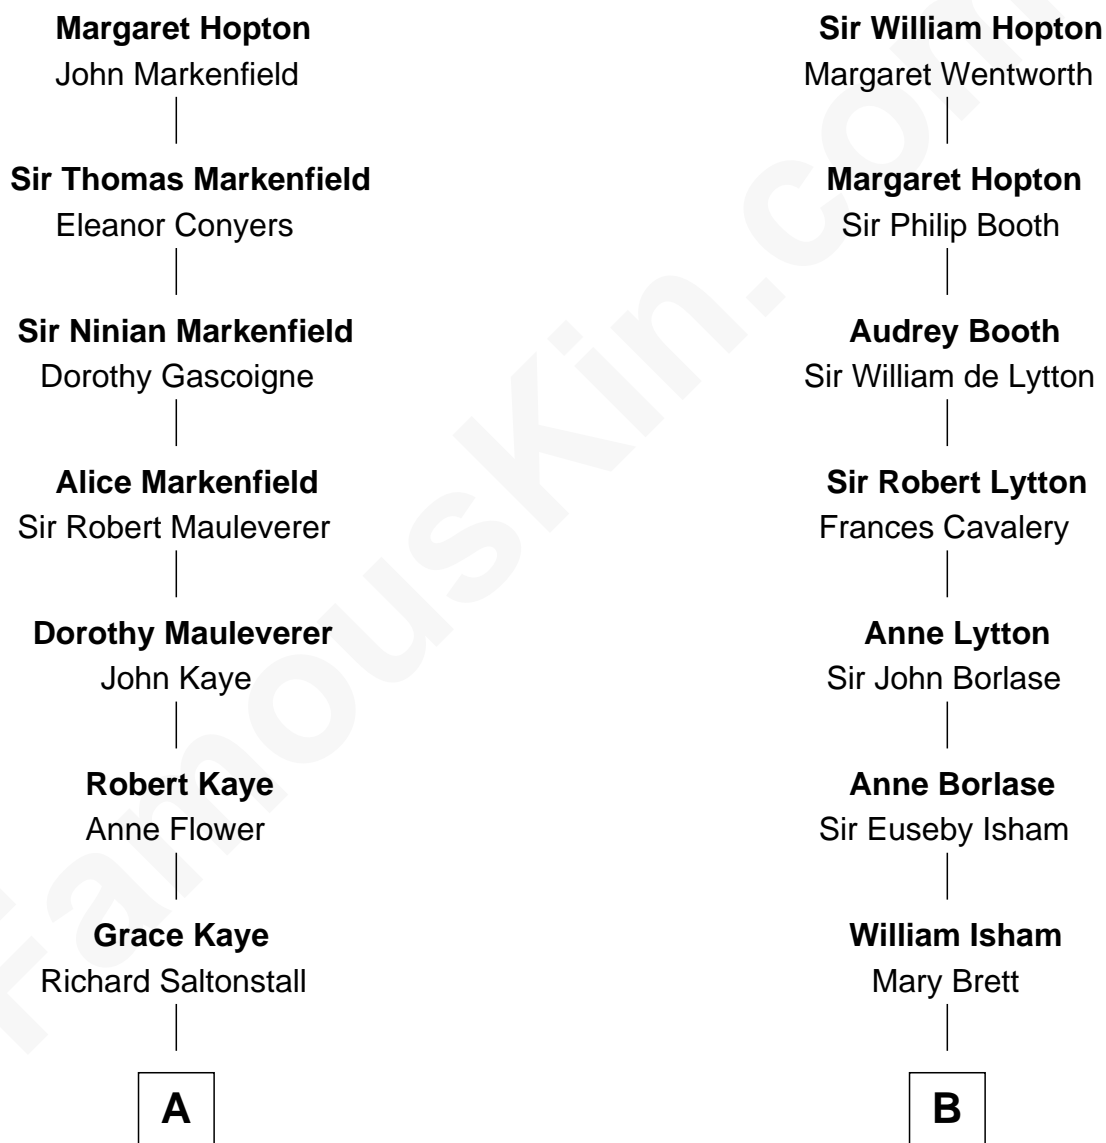 Margaret Hopton
John Markenfield
Sir Thomas Markenfield
Eleanor Conyers
Sir Ninian Markenfield
Dorothy Gascoigne
Alice Markenfield
Sir Robert Mauleverer
Dorothy Mauleverer
John Kaye
Robert Kaye
Anne Flower
Grace Kaye
Richard Saltonstall
A
Sir William Hopton
Margaret Wentworth
Margaret Hopton
Sir Philip Booth
Audrey Booth
Sir William de Lytton
Sir Robert Lytton
Frances Cavalery
Anne Lytton
Sir John Borlase
Anne Borlase
Sir Euseby Isham
William Isham
Mary Brett
B
FamousKin.com